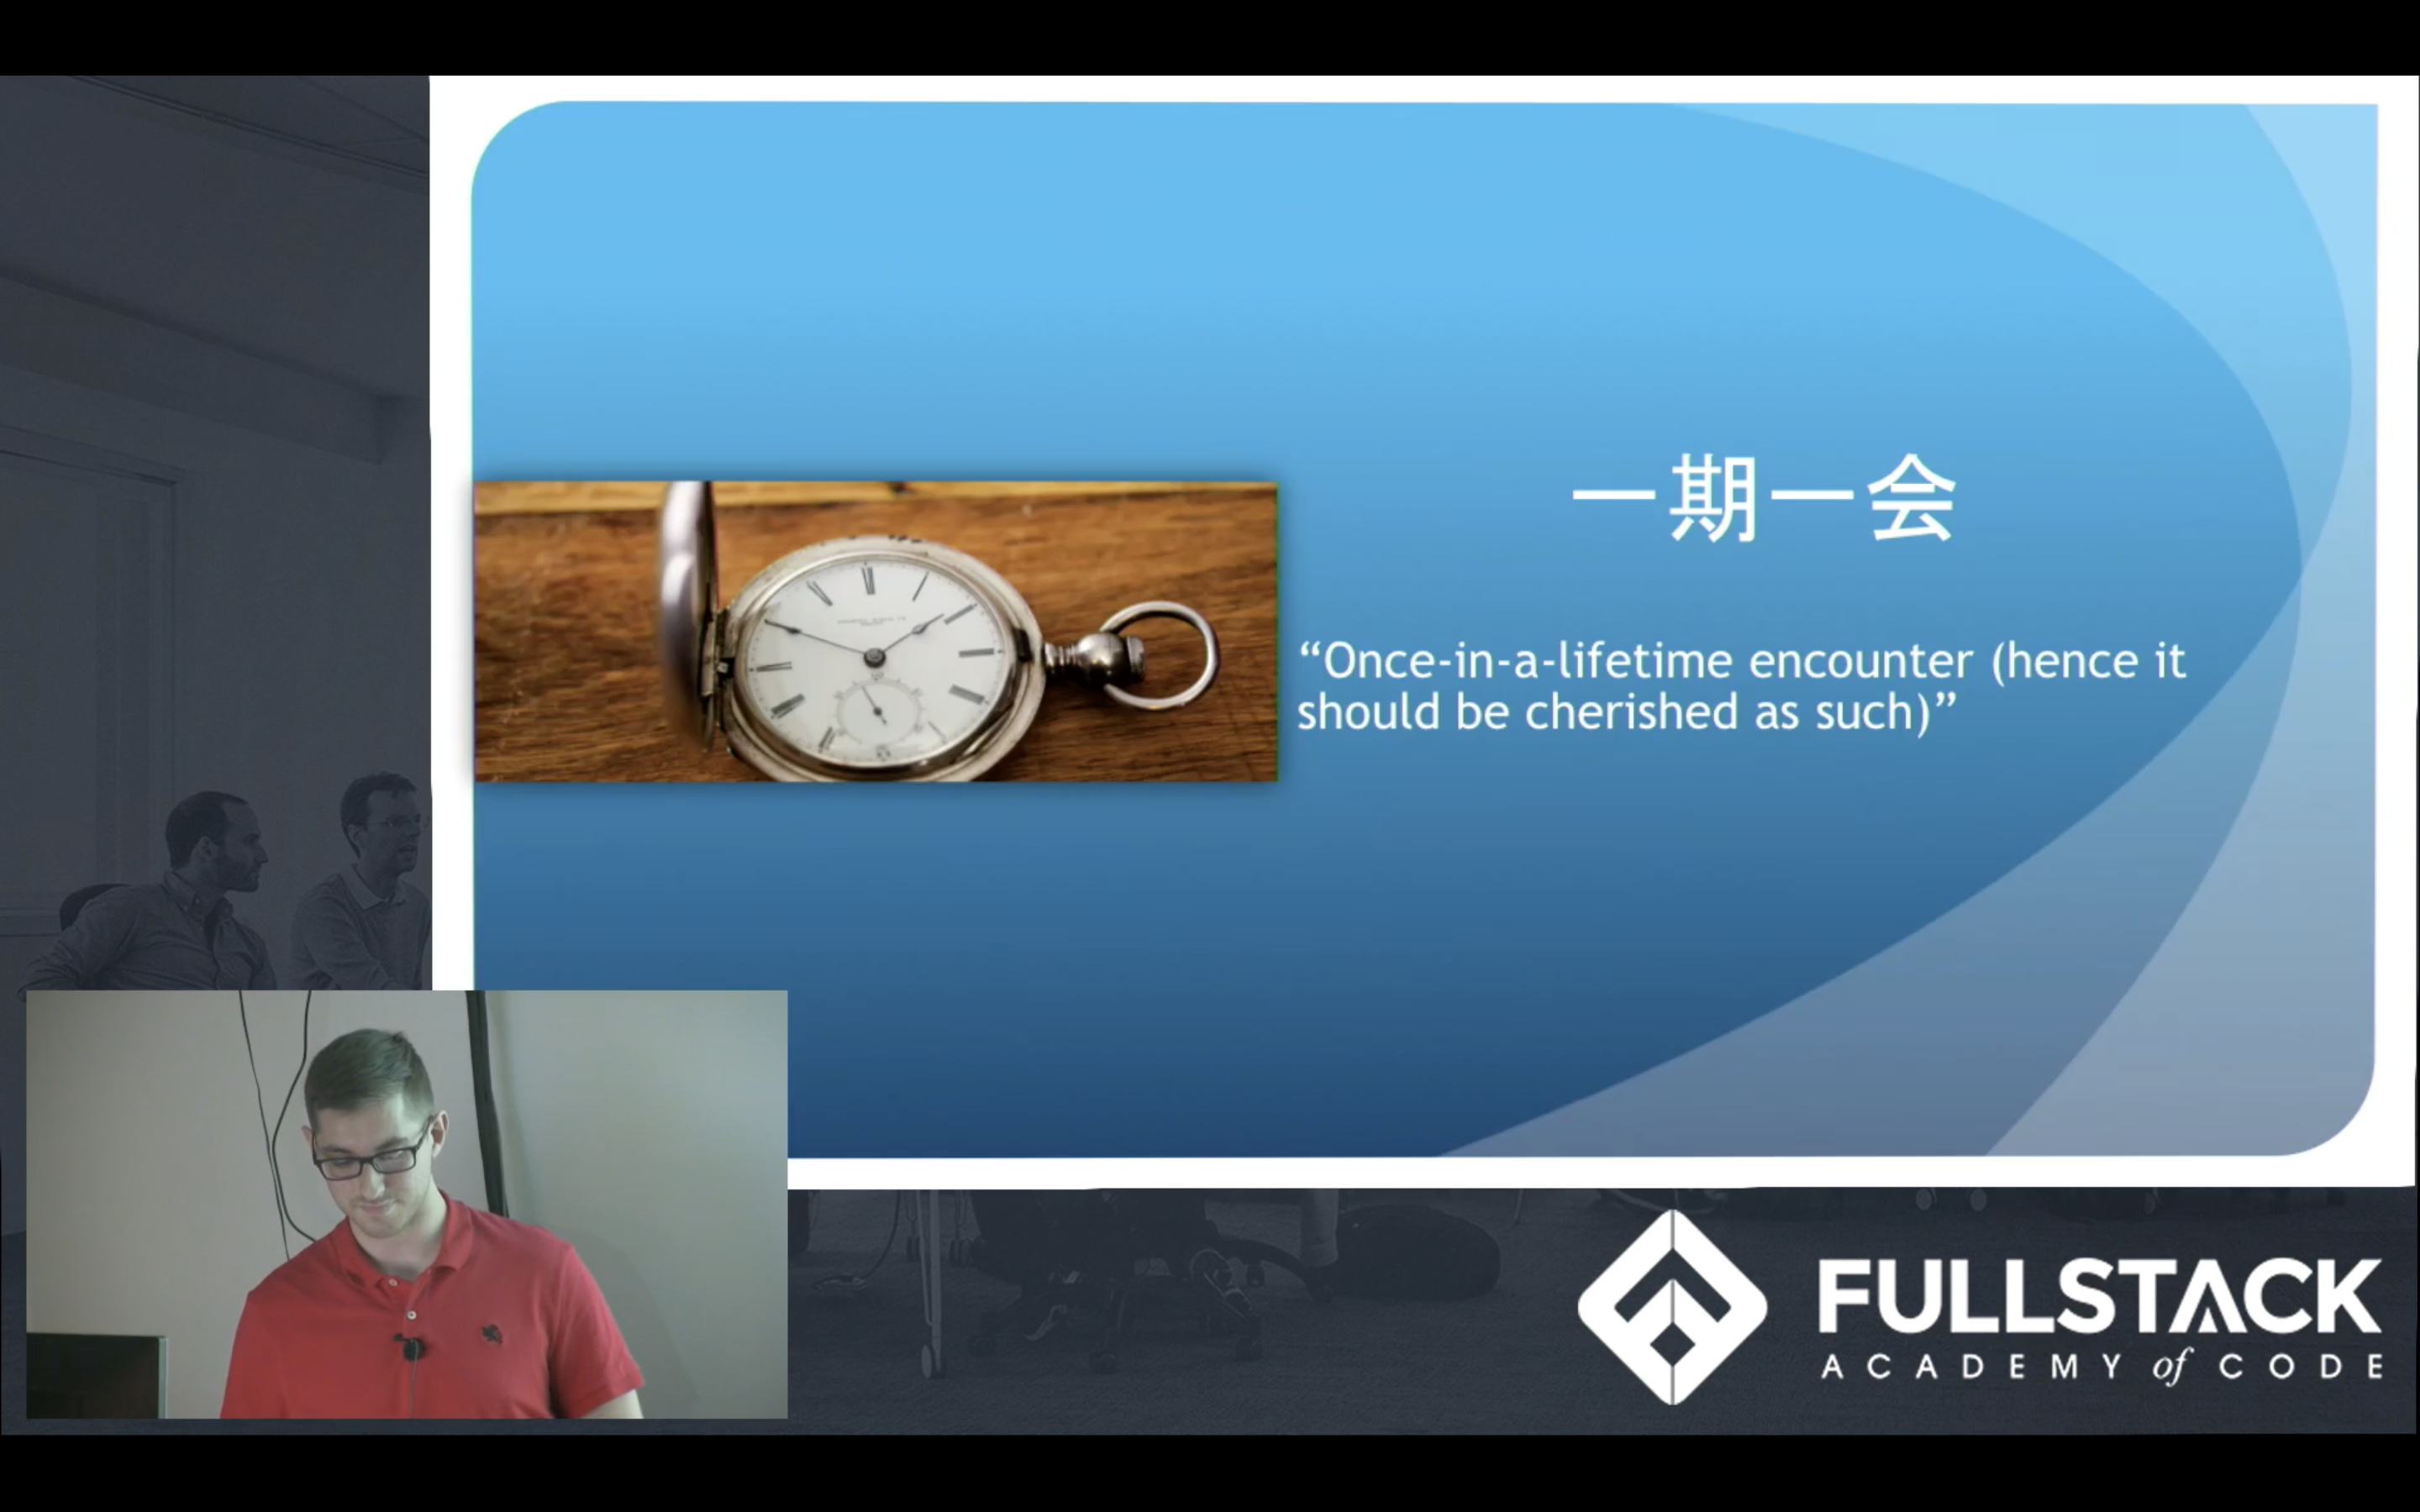 一期一会
“Once-in-a-lifetime encounter (hence it
should be cherished as such)”
FULLSTACK
ACADEMY of CODE